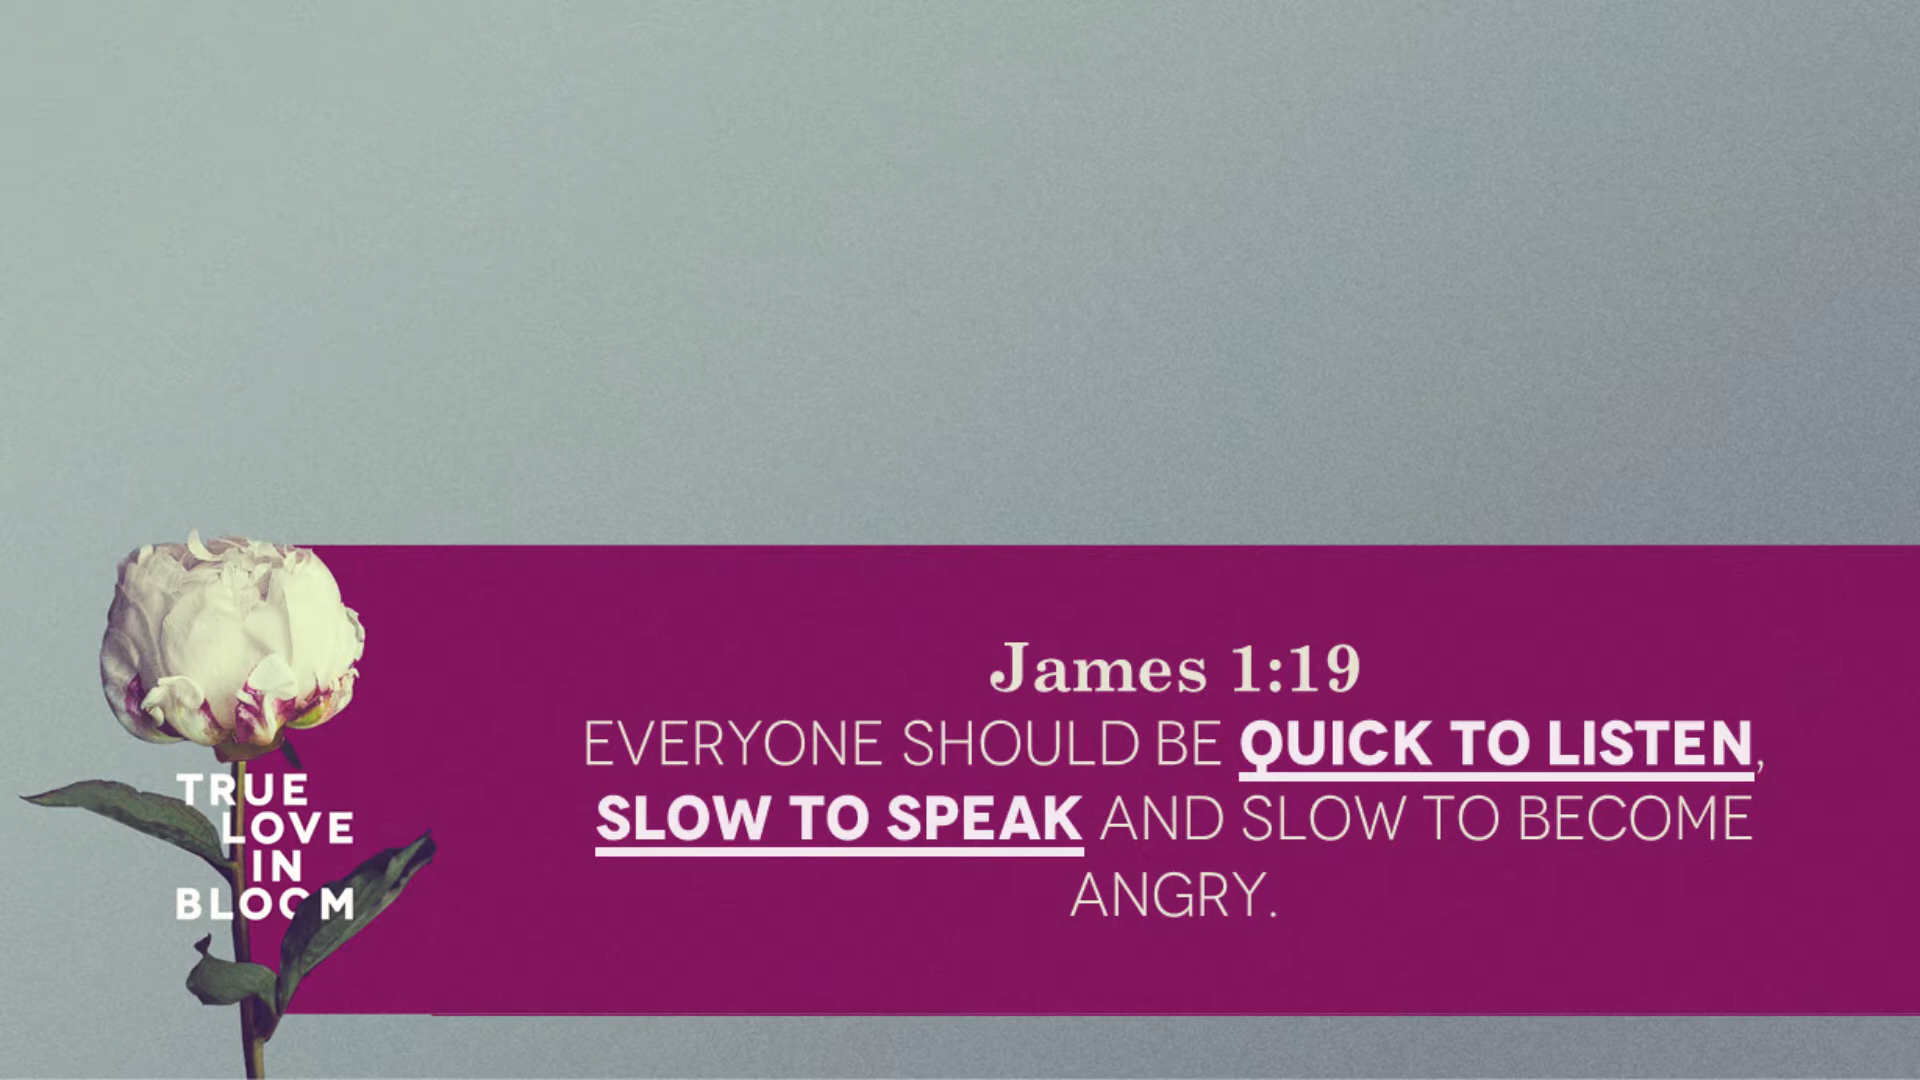 James 1:19
EVERYONE SHOULD BE QUICK TO LISTEN,
SLOW TO SPEAK AND SLOW TO BECOME
ANGRY.
TRUE
LOVE
IN
BLOOM